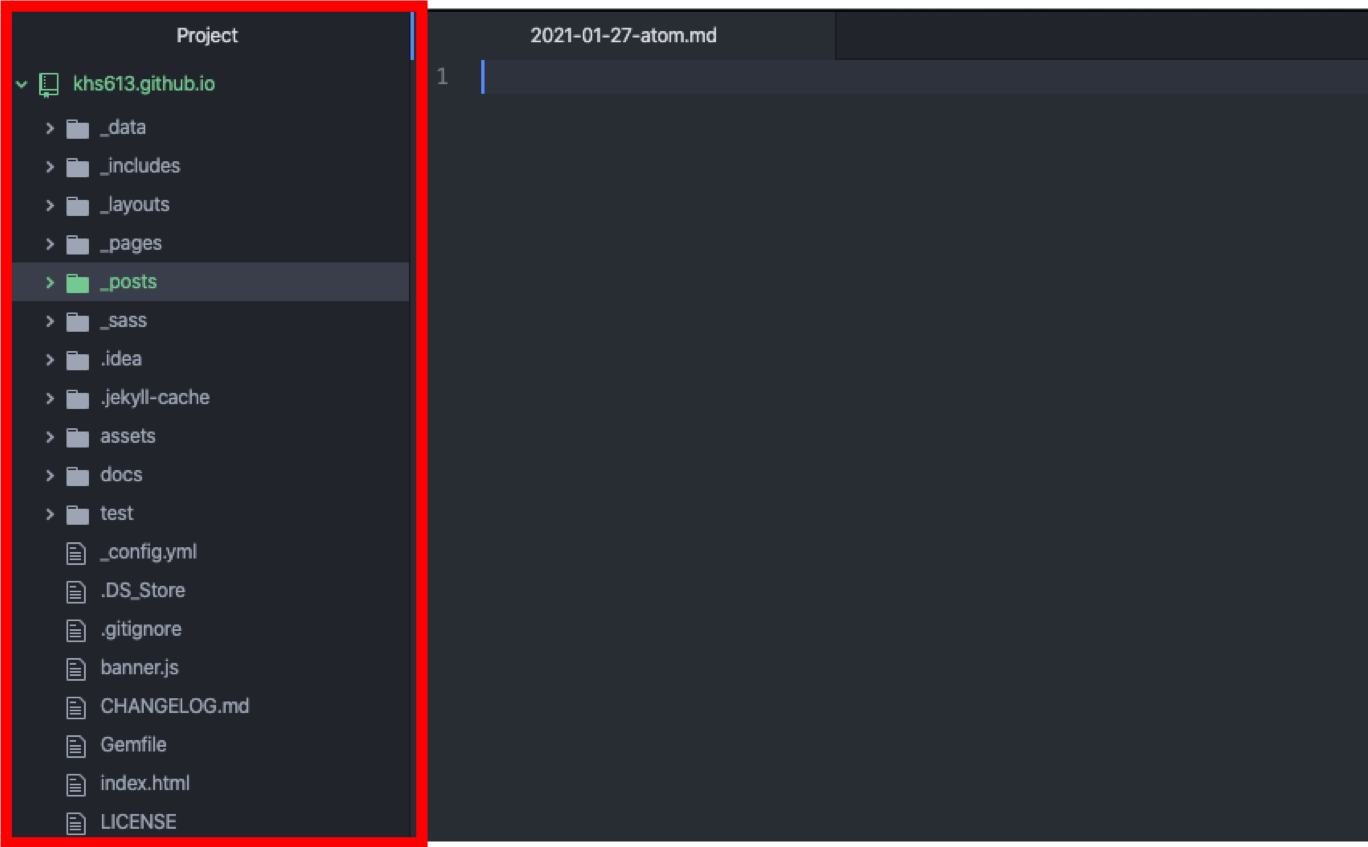 Project
khs613.github.io
_data
_includes
_layouts
_pages
_posts
_sass
.idea
.jekyll-cache
assets
docs
test
_config.yml
.DS_Store
.gitignore
banner.js
CHANGELOG.md
Gemfile
index.html
LICENSE
2021-01-27-atom.md
1